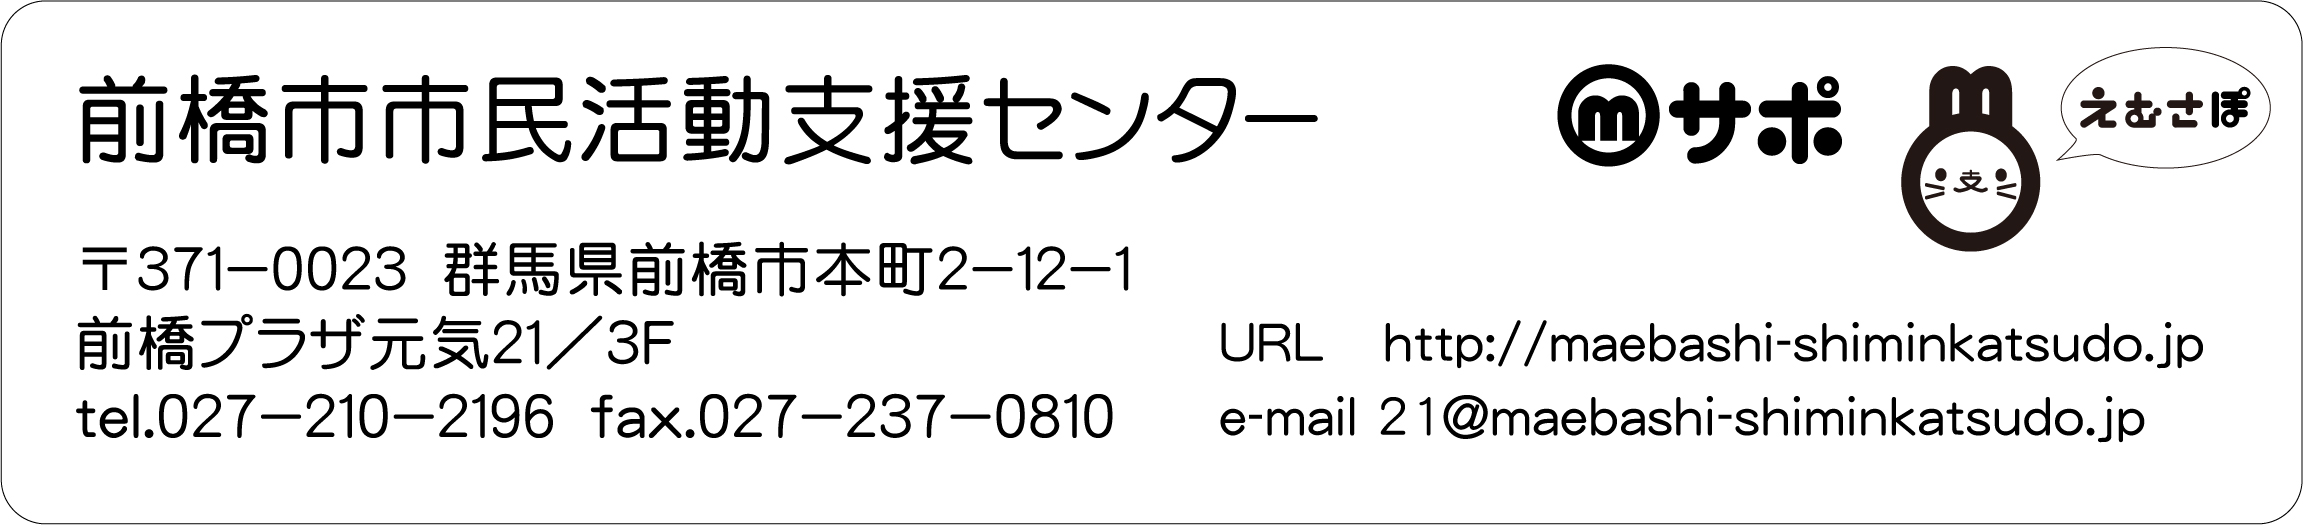 前橋市市民活動支援センター
mサポ
えむさぽ
支
〒371−0023 群馬県前橋市本町2−12−1
前橋プラザ元気21／3F
tel.027−210−2196 fax.027−237−0810
URL http://maebashi-shiminkatsudo.jp
e-mail 21@maebashi-shiminkatsudo.jp